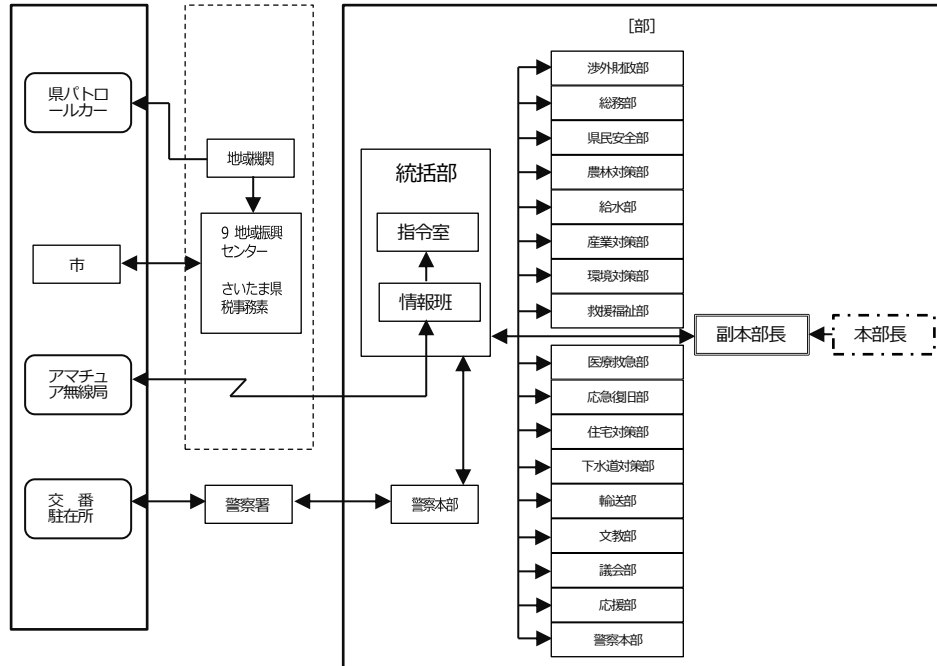 [部]
県パトロ
ールカー
市
アマチュ
ア無線局
交　番
駐在所
地域機関
9 地域振興
センター
さいたま県
税事務素
警察署
統括部
指令室
情報班
警察本部
渉外財政部
総務部
県民安全部
農林対策部
給水部
産業対策部
環境対策部
救援福祉部
医療救急部
応急復旧部
住宅対策部
下水道対策部
輸送部
文教部
議会部
応援部
警察本部
副本部長
本部長